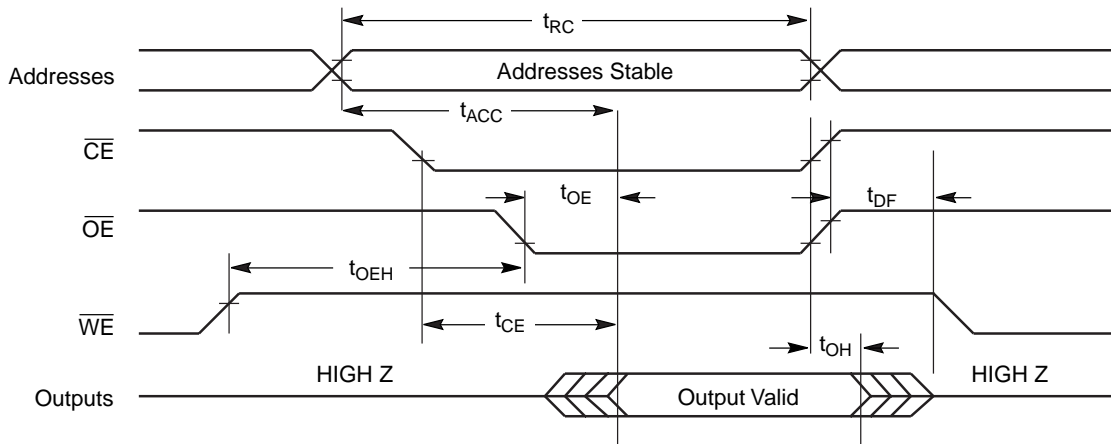 tRC
Addresses
Addresses Stable
tACC
CE
tOE
tDF
OE
tOEH
WE
tCE
tOH
HIGH Z
HIGH Z
Outputs
Output Valid